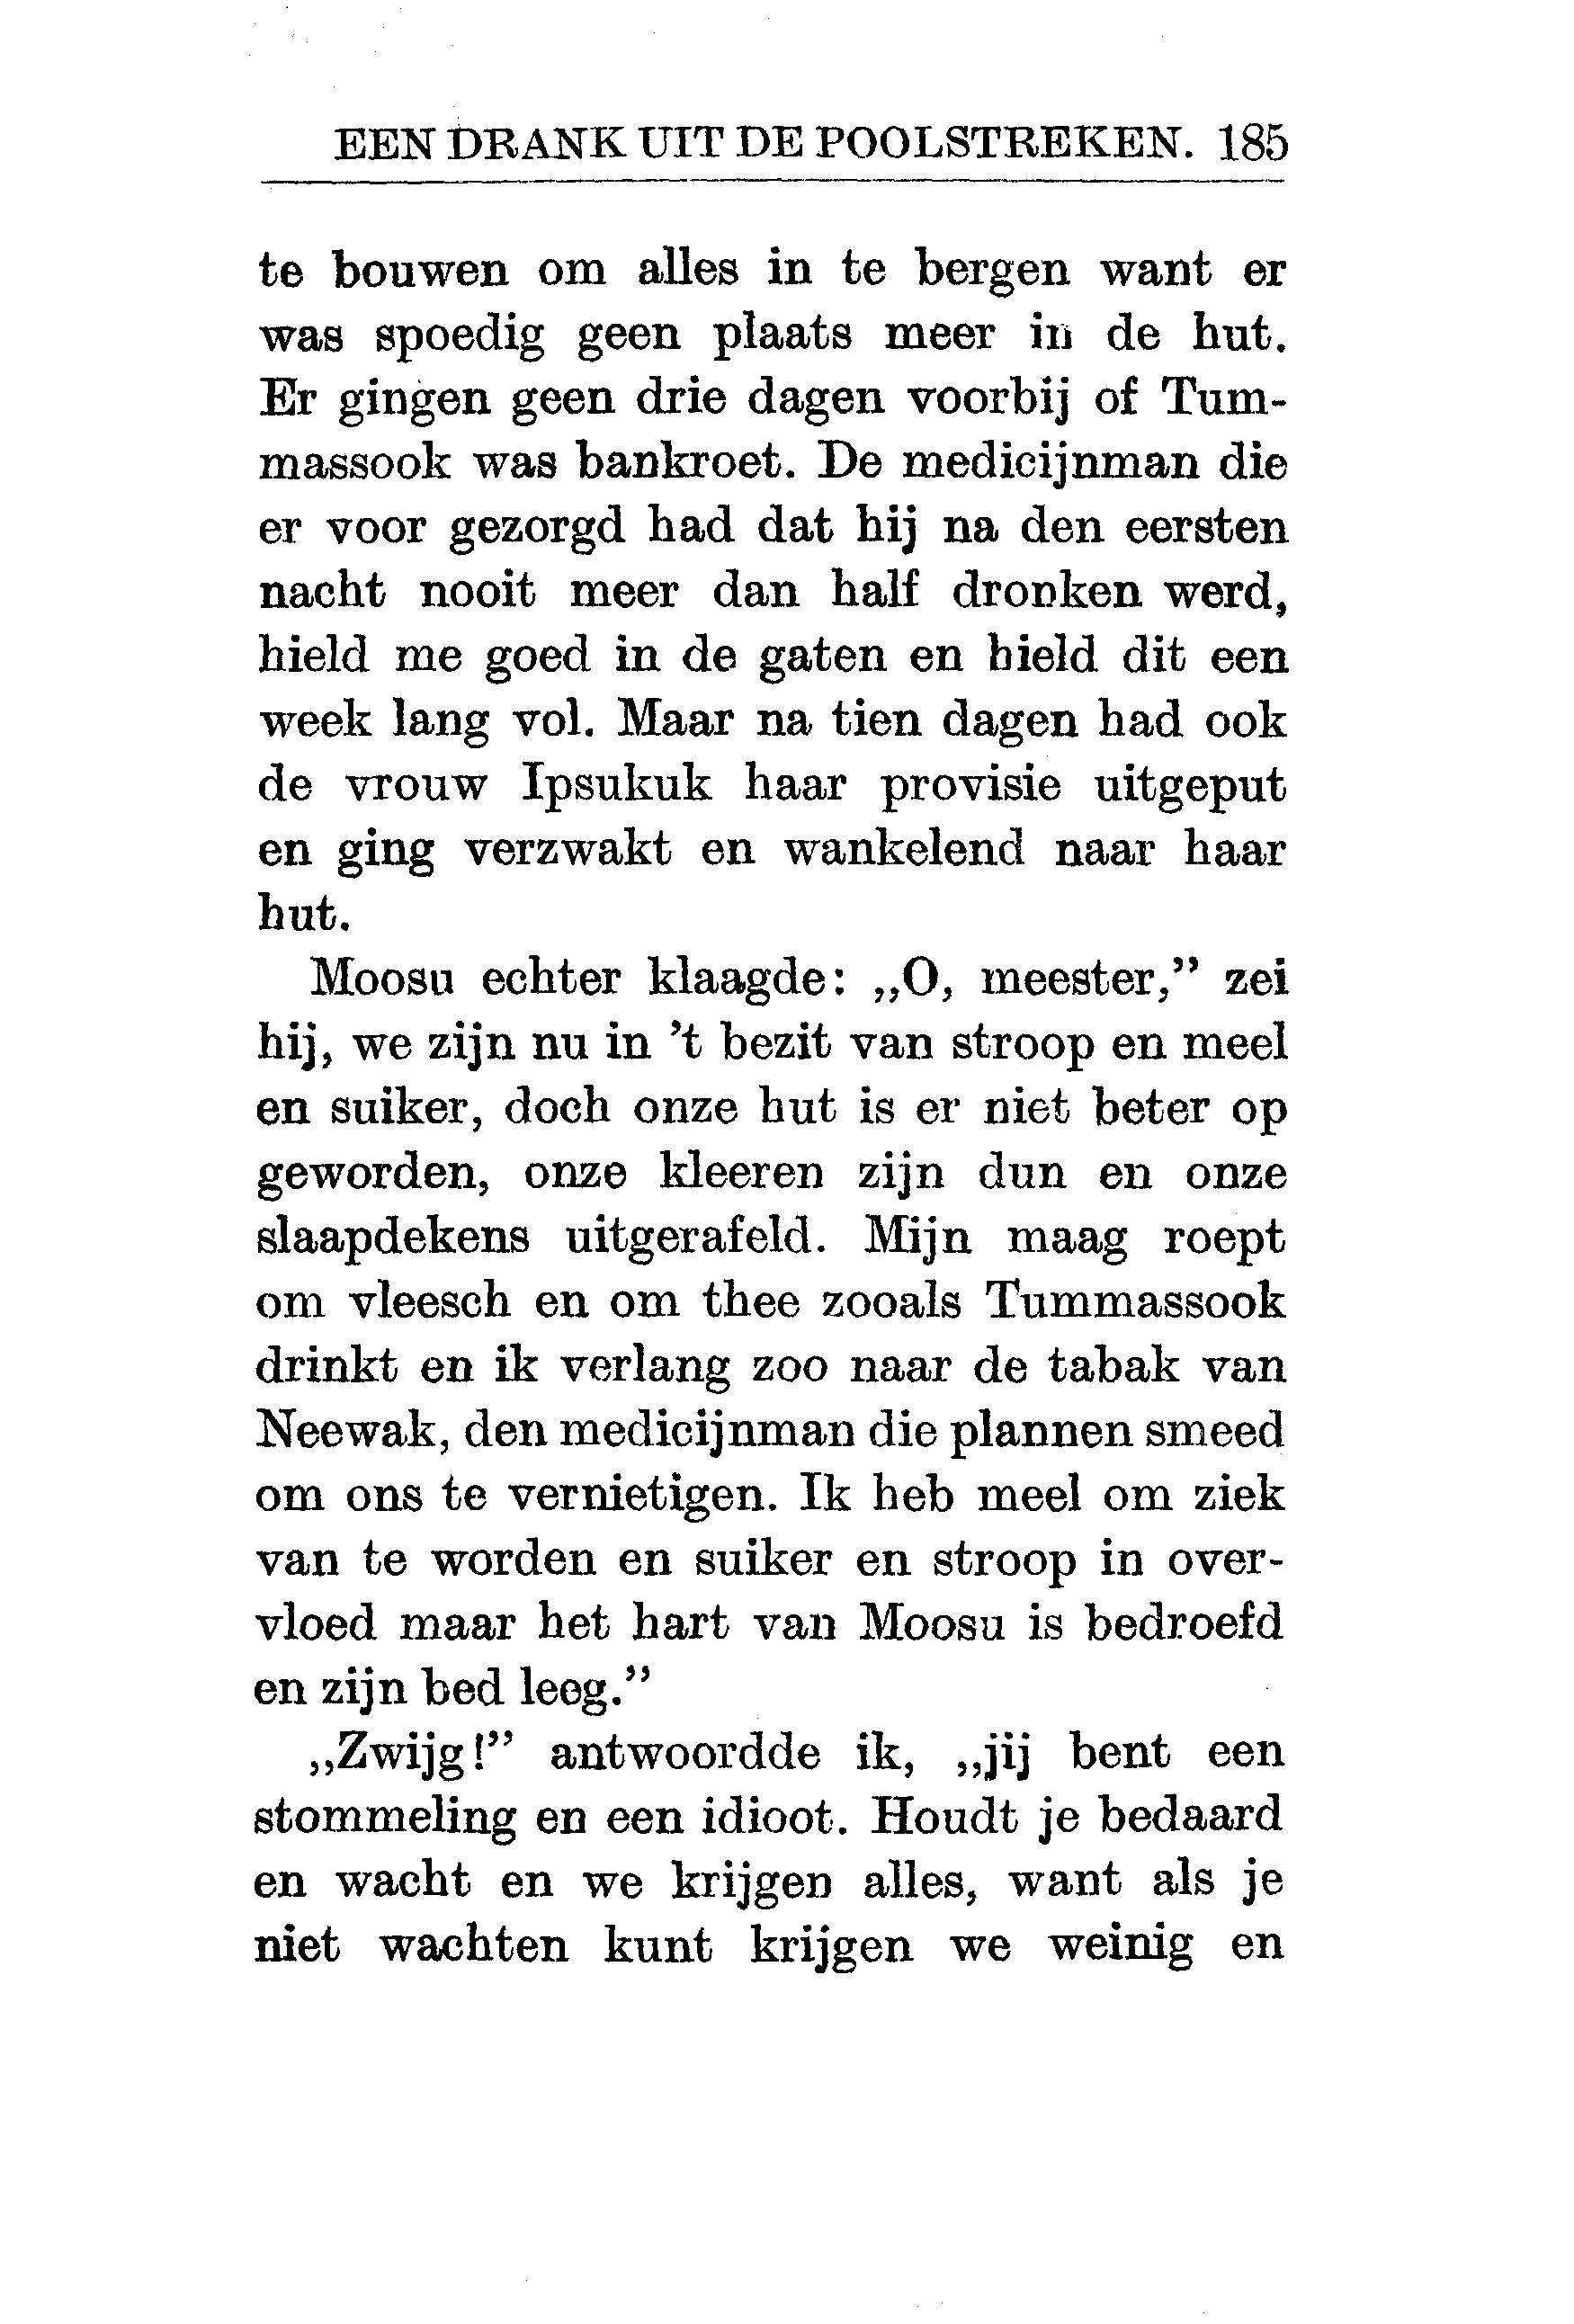 EEN DRANK UIT DE POOLSTREKEN. 185
te bouwen om alles in te bergen want er
was spoedig geen plaats meer in de hut.
Er gingen geen drie dagen voorbij of Tum-
massook was bankroet. De medicijnman die
er voor gezorgd had dat hij na den eersten
nacht nooit meer dan half dronken werd,
hield me goed in de gaten en hield dit een
week lang vol. Maar na tien dagen had ook
de vrouw Ipsukuk haar provisie uitgeput
en ging verzwakt en wankelend naar haar
hut.
Moosu echter klaagde: „O, meester,” zei
hij, we zijn nu in ’t bezit van stroop en meel
en suiker, doch onze hut is er niet beter op
geworden, onze kleeren zijn dun en onze
slaapdekens uitgerafeld. Mijn maag roept
om vleesch en om thee zooals Tummassook
drinkt en ik verlang zoo naar de tabak van
Neewak, den medicijnman die plannen smeed
om ons te vernietigen. Ik heb meel om ziek
van te worden en suiker en stroop in over-
vloed maar het hart van Moosu is bedroefd
en zijn bed leeg.”
„Zwijg!” antwoordde ik, „jij bent een
stommeling en een idioot. Houdt je bedaard
en wacht en we krijgen alles, want als je
niet wachten kunt krijgen we weinig en